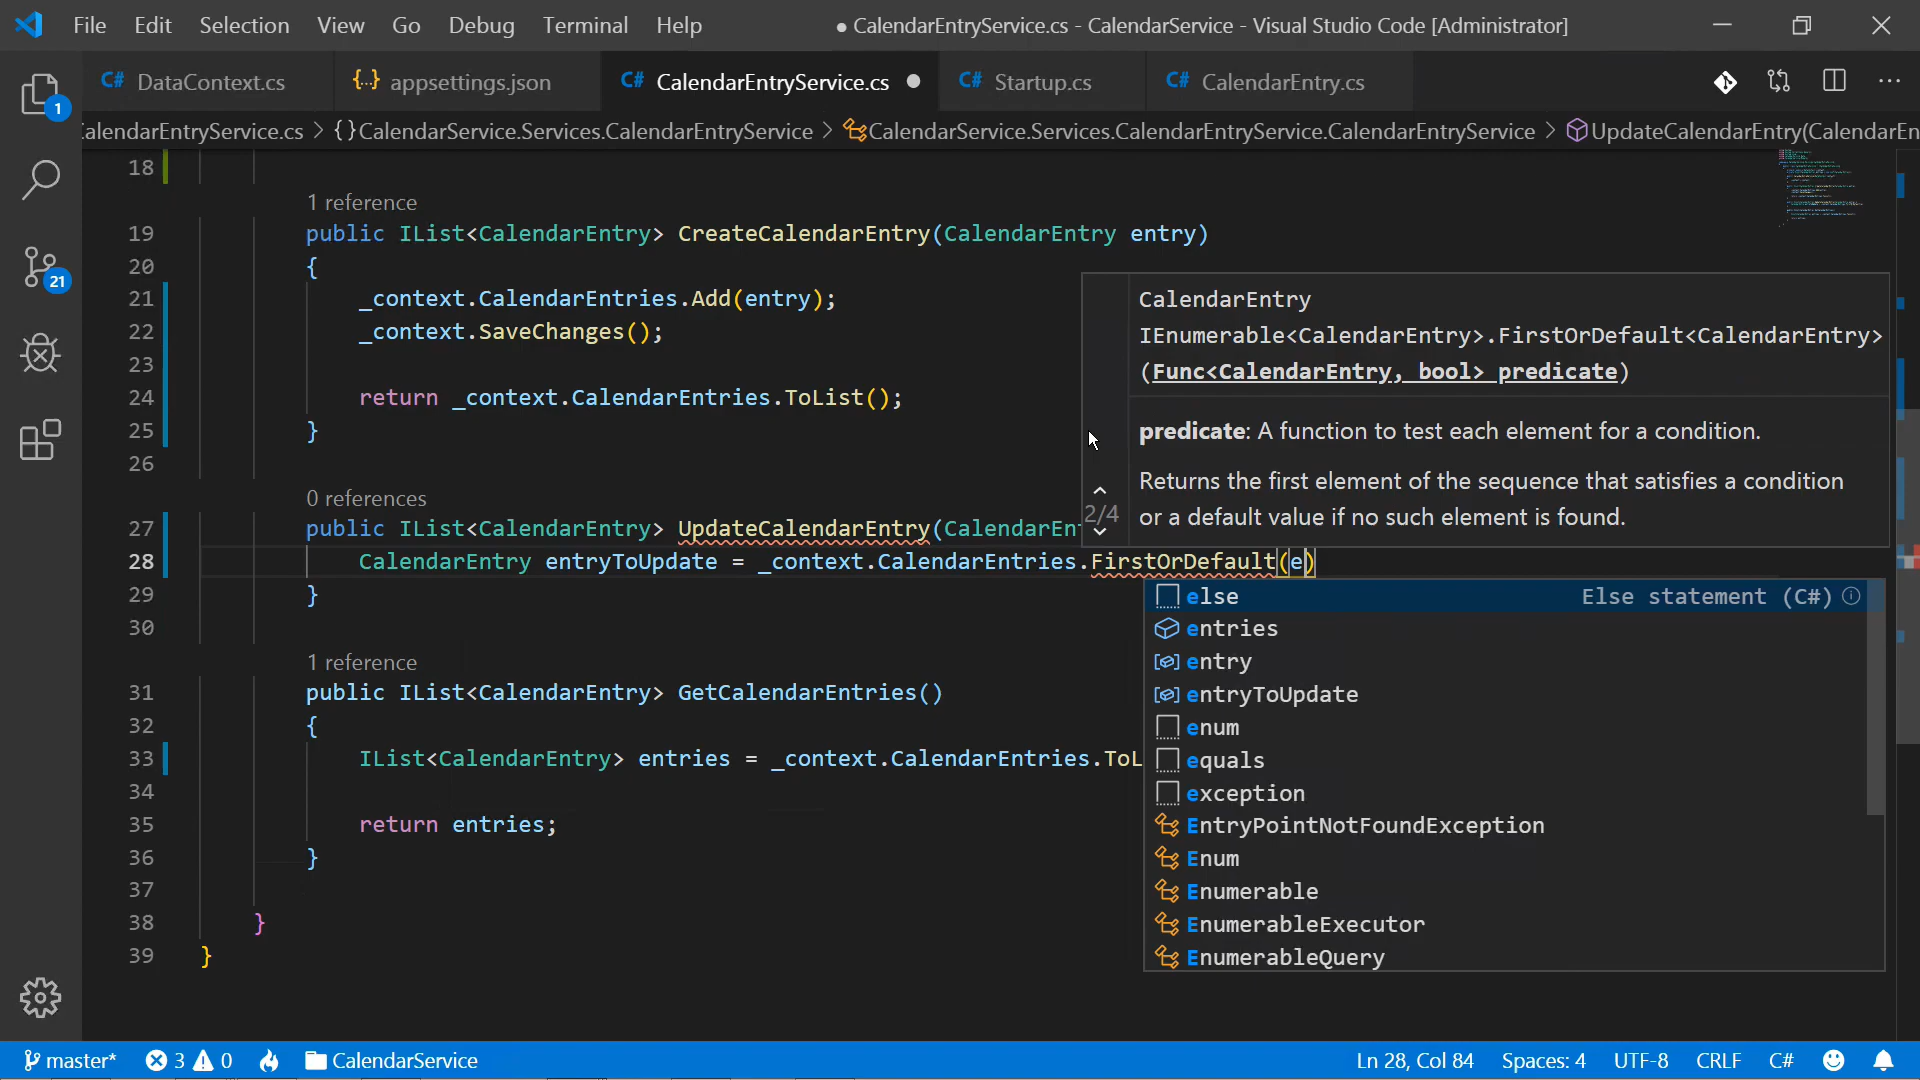 File Edit Selection View Go Debug Terminal Help ● CalendarEntryService.cs - CalendarService - Visual Studio Code [Administrator]
C# DataContext.cs {} appsettings.json C# CalendarEntryService.cs ● C# Startup.cs C# CalendarEntry.cs ...
alendarEntryService.cs > {} CalendarService.Services.CalendarEntryService > CalendarService.Services.CalendarEntryService.CalendarEntryService > UpdateCalendarEntry(CalendarEn
1
21
18
1 reference
19 public IList<CalendarEntry> CreateCalendarEntry(CalendarEntry entry)
20 {
21 _context.CalendarEntries.Add(entry);
22 _context.SaveChanges();
23
24 return _context.CalendarEntries.ToList();
25 }
26
CalendarEntry
IEnumerable<CalendarEntry>.FirstOrDefault<CalendarEntry>
(Func<CalendarEntry, bool> predicate)
predicate: A function to test each element for a condition.
Returns the first element of the sequence that satisfies a condition
or a default value if no such element is found.
2/4
0 references
27 public IList<CalendarEntry> UpdateCalendarEntry(CalendarEn
28 CalendarEntry entryToUpdate = _context.CalendarEntries.FirstOrDefault(e)
29 }
30
1 reference
31 public IList<CalendarEntry> GetCalendarEntries()
32 {
33 IList<CalendarEntry> entries = _context.CalendarEntries.ToL
34
35 return entries;
36 }
37
38 }
39 }
else Else statement (C#)
entries
entry
entryToUpdate
enum
equals
exception
EntryPointNotFoundException
Enum
Enumerable
EnumerableExecutor
EnumerableQuery
master* 3 0 CalendarService Ln 28, Col 84 Spaces: 4 UTF-8 CRLF C#